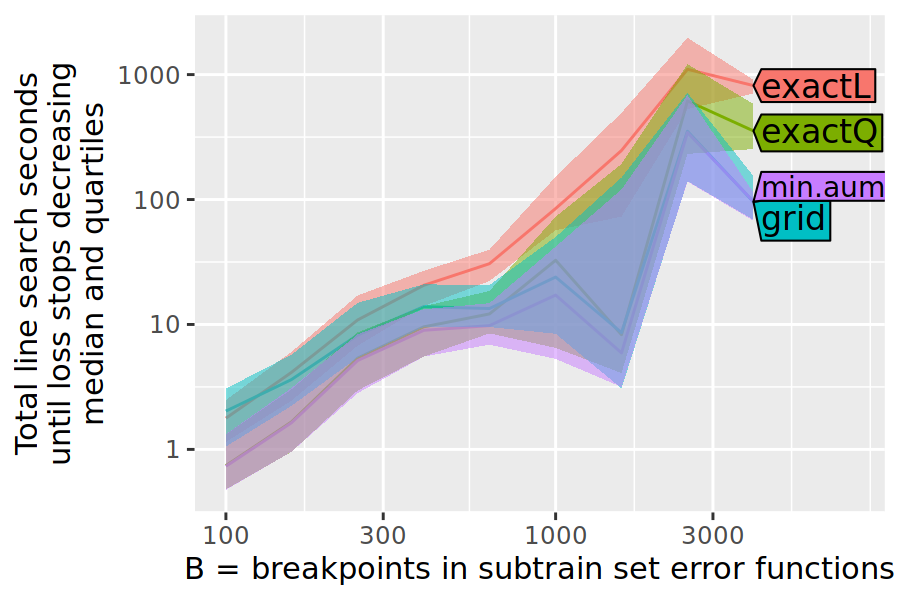 Total line search seconds
until loss stops decreasing
median and quartiles
1000
100
10
1
exactL
exactQ
min.aum
grid
100 300 1000 3000
B = breakpoints in subtrain set error functions